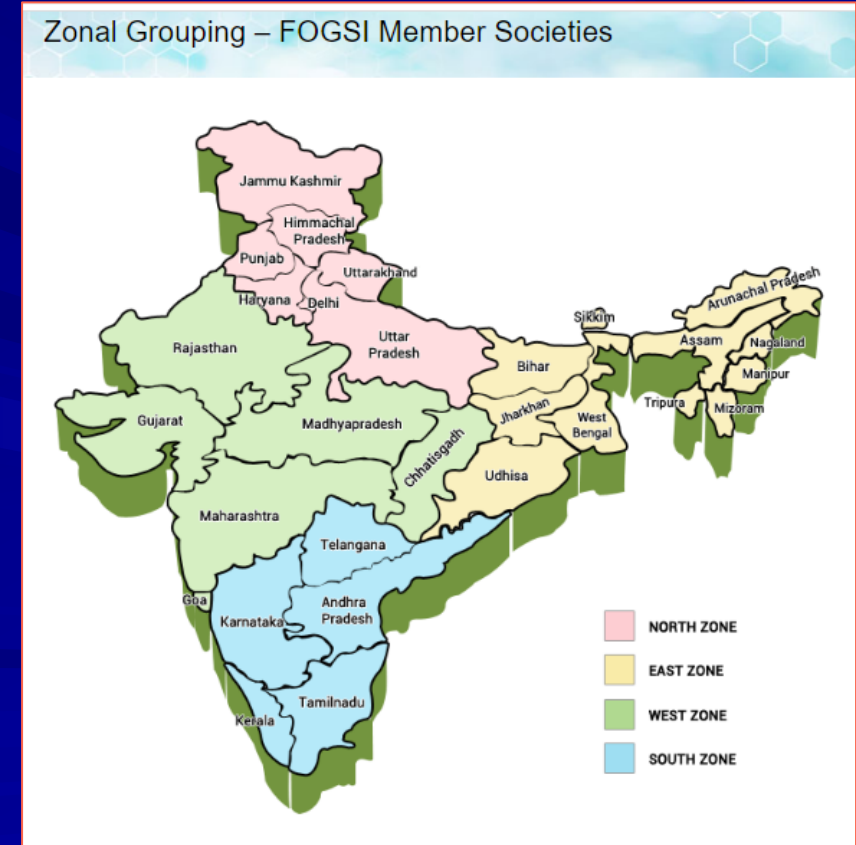 Zonal Grouping – FOGSI Member Societies
Jammu Kashmir
Himmachal
Pradesh
Punjab
Uttarakhand
Haryana
Delhi
Uttar
Pradesh
Rajasthan
Sikkim
Arunachal Pradesh
Assam
Nagaland
Bihar
Manipur
Jharkhan
Tripura
Mizoram
West
Bengal
Gujarat
Madhyapradesh
Chhatisgadh
Udhisa
Maharashtra
Telangana
Goa
Karnataka
Andhra
Pradesh
Tamilnadu
Kerala
NORTH ZONE
EAST ZONE
WEST ZONE
SOUTH ZONE